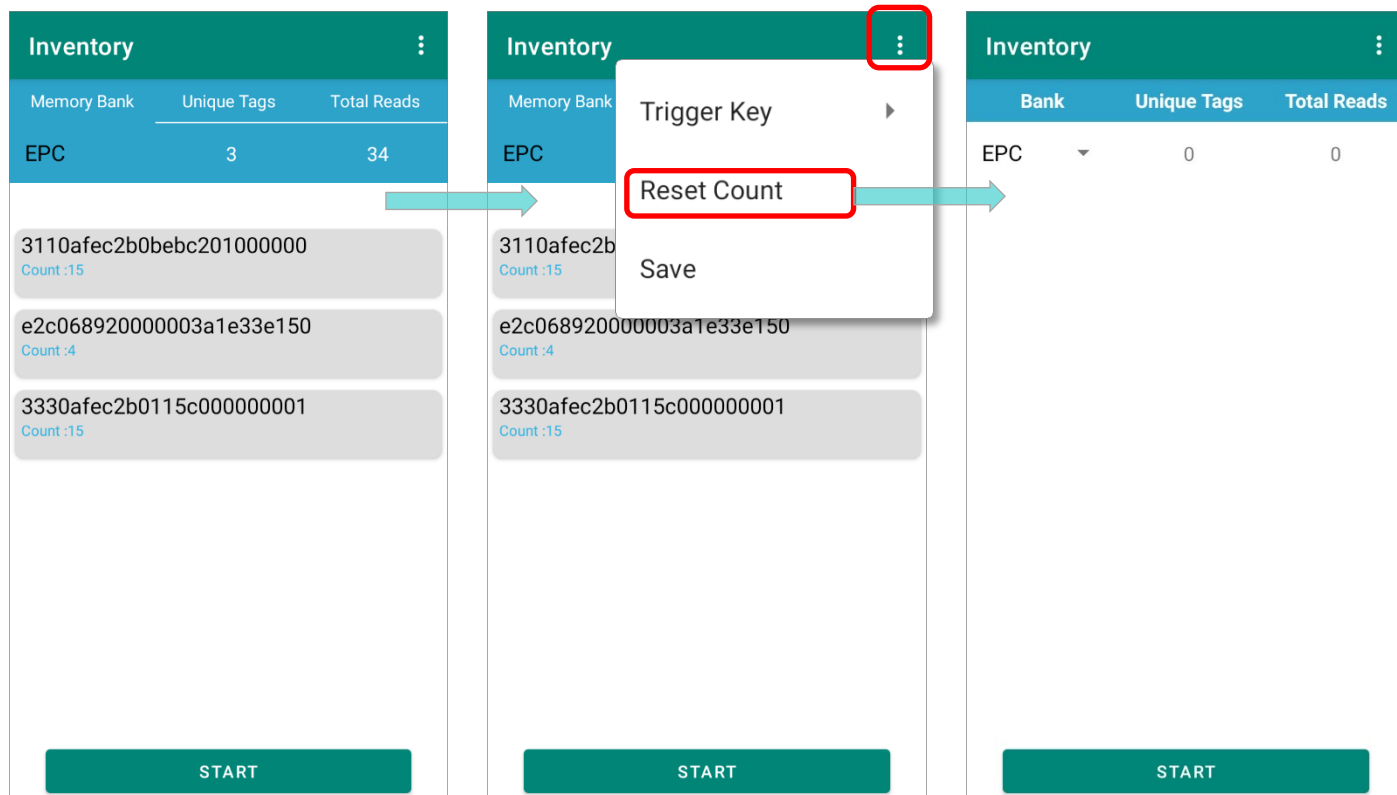 Inventory
Memory Bank Unique Tags Total Reads
EPC 3 34
3110afec2b0bebc201000000
Count :15
e2c068920000003a1e33e150
Count :4
3330afec2b0115c000000001
Count :15
START
Inventory
Memory Bank
EPC
Trigger Key
Reset Count
Save
3110afec2b
Count :15
e2c068920000003a1e33e150
Count :4
3330afec2b0115c000000001
Count :15
START
Inventory
Bank Unique Tags Total Reads
EPC 0 0
START